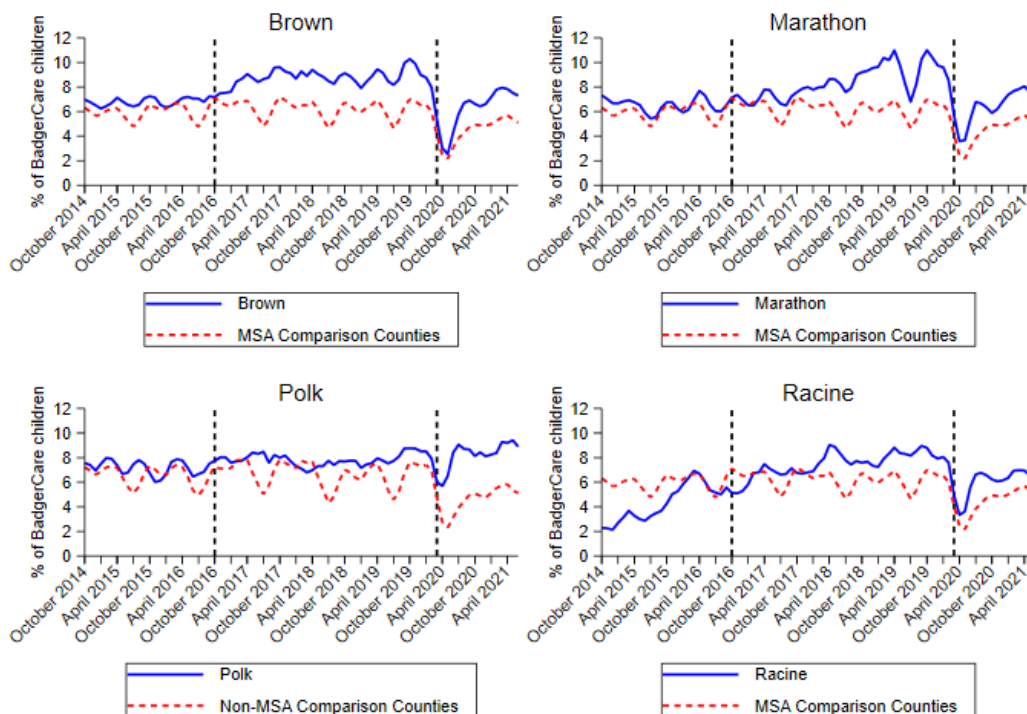 Brown
% of BadgerCare children
12
10
8
6
4
2
0
October 2014
April 2015
October 2015
April 2016
October 2016
April 2017
October 2017
April 2018
October 2018
April 2019
October 2019
April 2020
October 2020
April 2021
Brown
MSA Comparison Counties
Marathon
% of BadgerCare children
12
10
8
6
4
2
0
October 2014
April 2015
October 2015
April 2016
October 2016
April 2017
October 2017
April 2018
October 2018
April 2019
October 2019
April 2020
October 2020
April 2021
Marathon
MSA Comparison Counties
Polk
% of BadgerCare children
12
10
8
6
4
2
0
October 2014
April 2015
October 2015
April 2016
October 2016
April 2017
October 2017
April 2018
October 2018
April 2019
October 2019
April 2020
October 2020
April 2021
Polk
Non-MSA Comparison Counties
Racine
% of BadgerCare children
12
10
8
6
4
2
0
October 2014
April 2015
October 2015
April 2016
October 2016
April 2017
October 2017
April 2018
October 2018
April 2019
October 2019
April 2020
October 2020
April 2021
Racine
MSA Comparison Counties